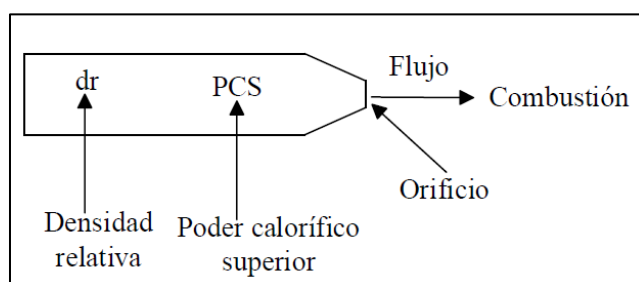 dr
PCS
Flujo
Combustión
Orificio
Densidad
relativa
Poder calorífico
superior